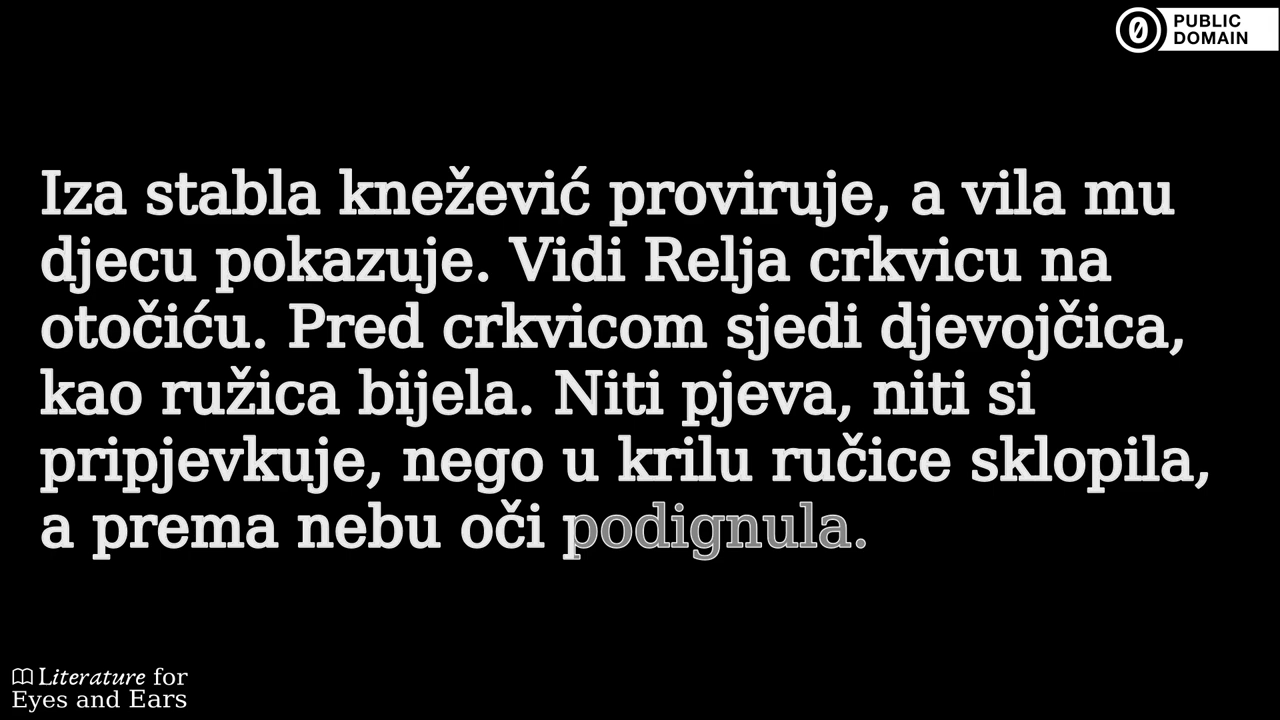 PUBLIC
DOMAIN
Iza stabla knežević proviruje, a vila mu
djecu pokazuje. Vidi Relja crkvicu na
otočiću. Pred crkvicom sjedi djevojčica,
kao ružica bijela. Niti pjeva, niti si
pripjevkuje, nego u krilu ručice sklopila,
a prema nebu oči podignula.
Literature for
Eyes and Ears